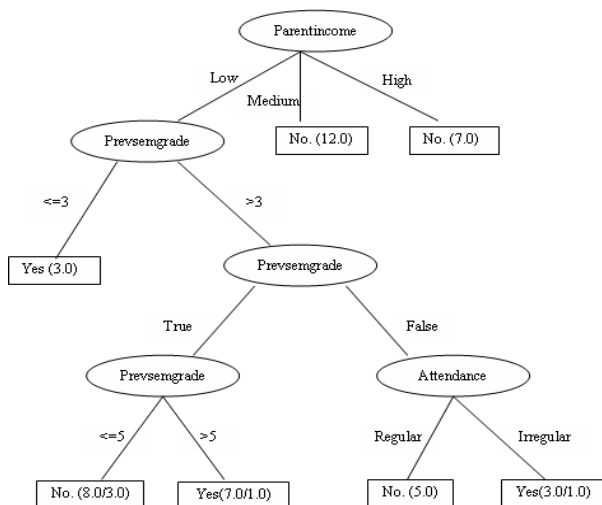 Parentincome
Low
Medium
High
Prevsemgrade
No. (12.0)
No. (7.0)
<=3
>3
Yes (3.0)
Prevsemgrade
True
False
Prevsemgrade
Attendance
<=5
>5
Regular
Irregular
No. (8.0/3.0)
Yes(7.0/1.0)
No. (5.0)
Yes(3.0/1.0)